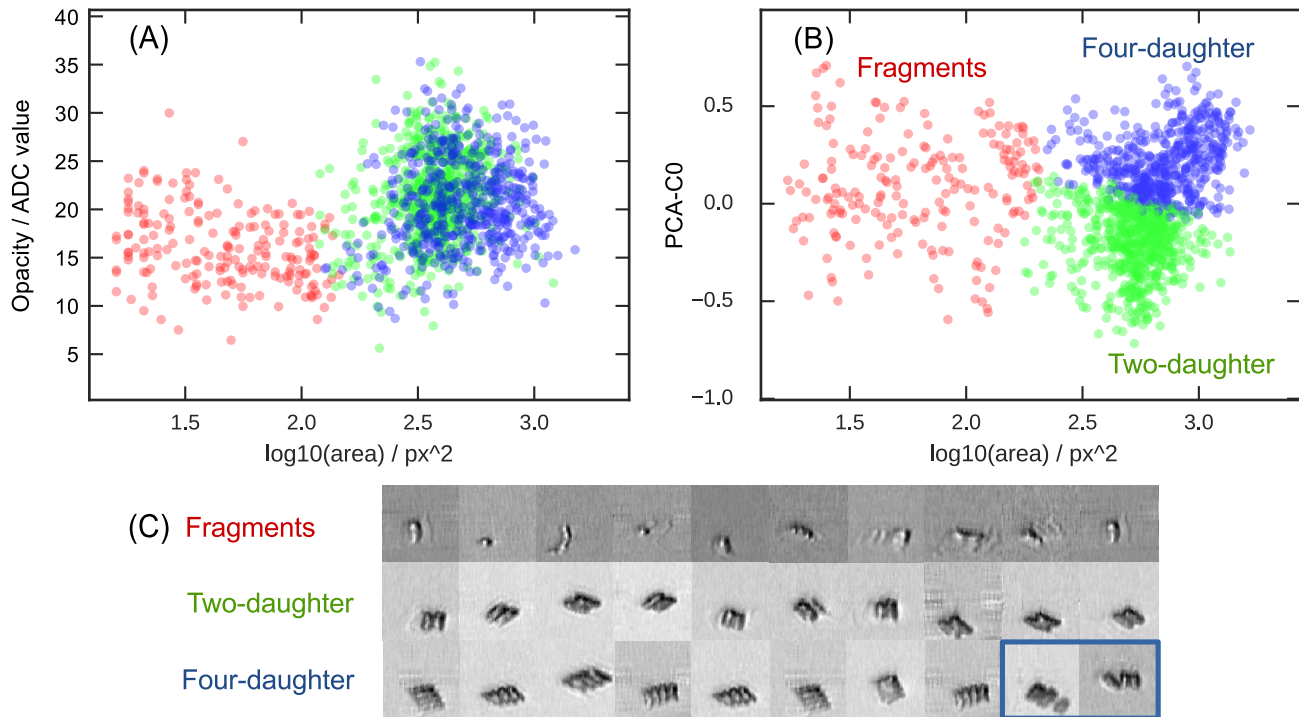 (A)
40
35
30
25
20
15
10
5
Opacity / ADC value
1.5 2.0 2.5 3.0
log10(area) / px^2
(B)
Fragments
Four-daughter
Two-daughter
0.5
0.0
−0.5
−1.0
PCA-C0
1.5 2.0 2.5 3.0
log10(area) / px^2
(C) Fragments
Two-daughter
Four-daughter